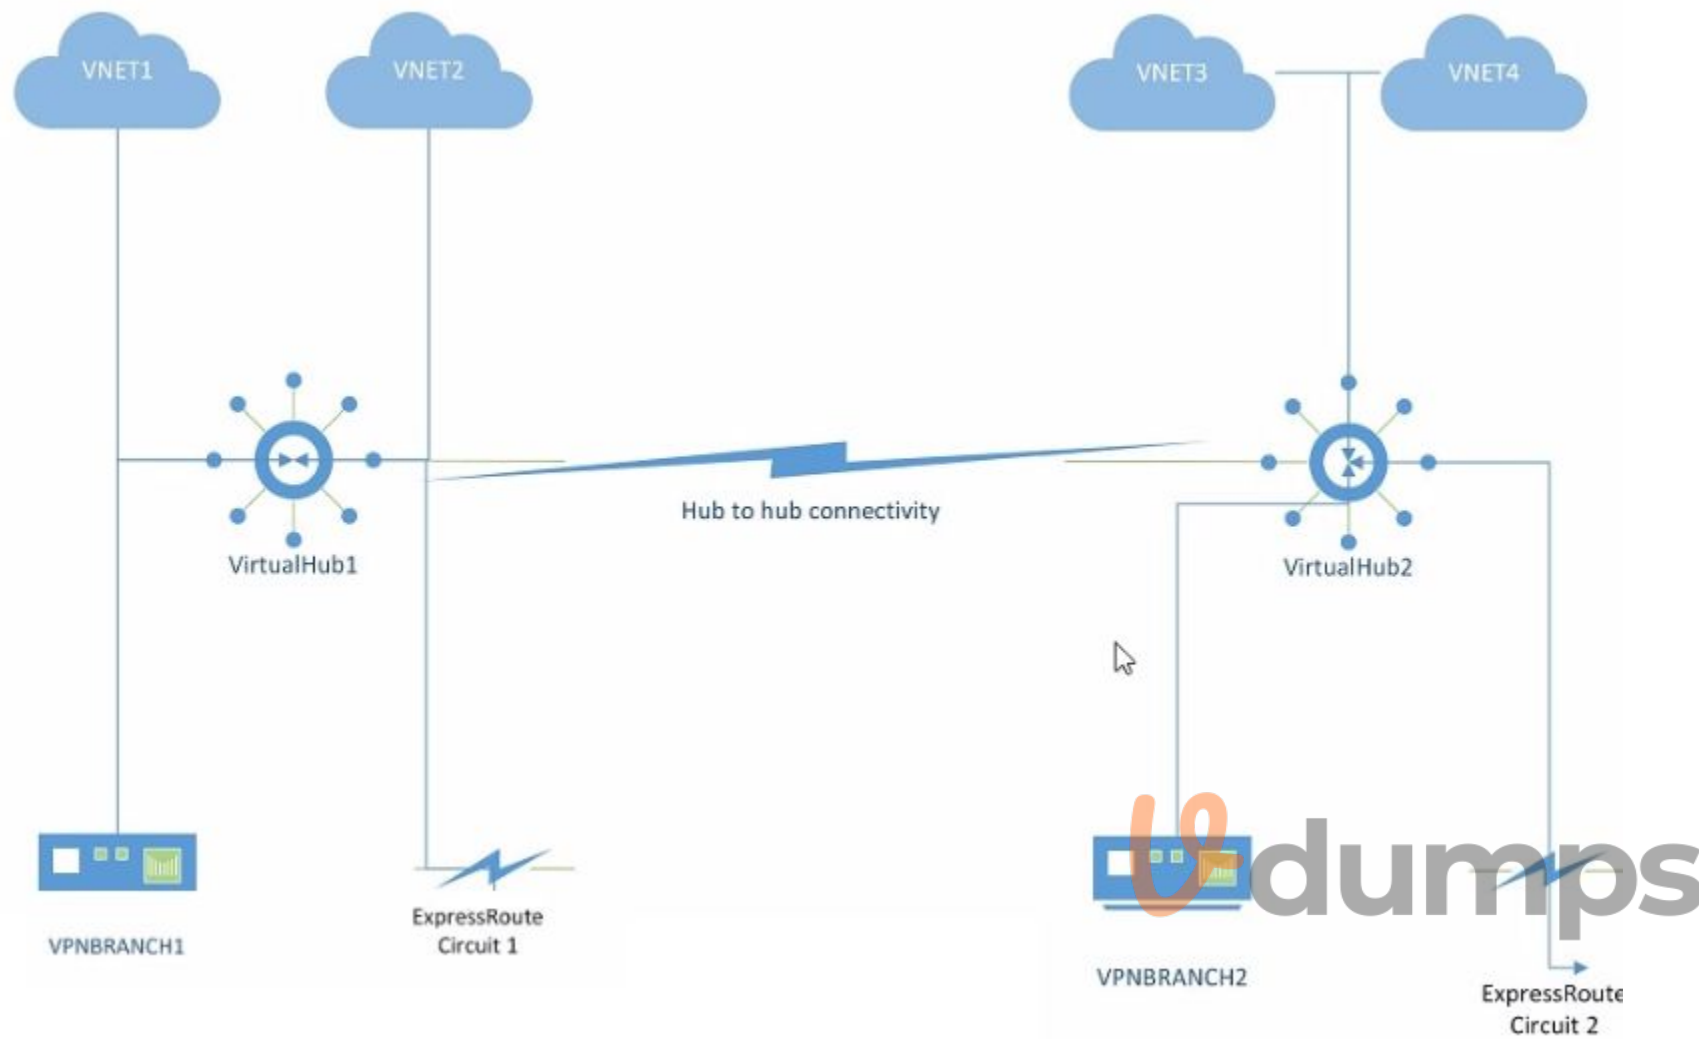 VNET1
VNET2
VNET3
VNET4
Hub to hub connectivity
VirtualHub1
VirtualHub2
VPNBRANCH1
ExpressRoute
Circuit 1
VPNBRANCH2
ExpressRoute
Circuit 2
dumps